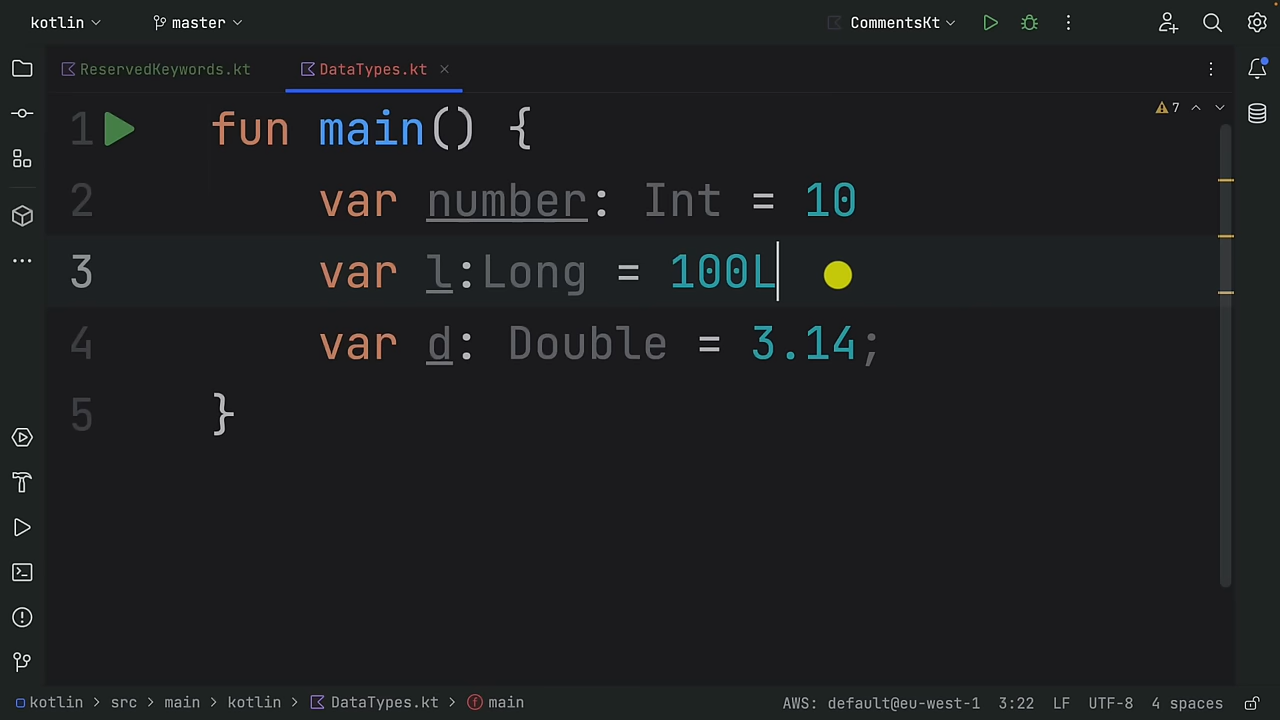 kotlin master CommentsKt
ReservedKeywords.kt DataTypes.kt
7
1 fun main() {
2 var number: Int = 10
3 var l:Long = 100L
4 var d: Double = 3.14;
5 }
kotlin > src > main > kotlin > DataTypes.kt > f main AWS: default@eu-west-1 3:22 LF UTF-8 4 spaces